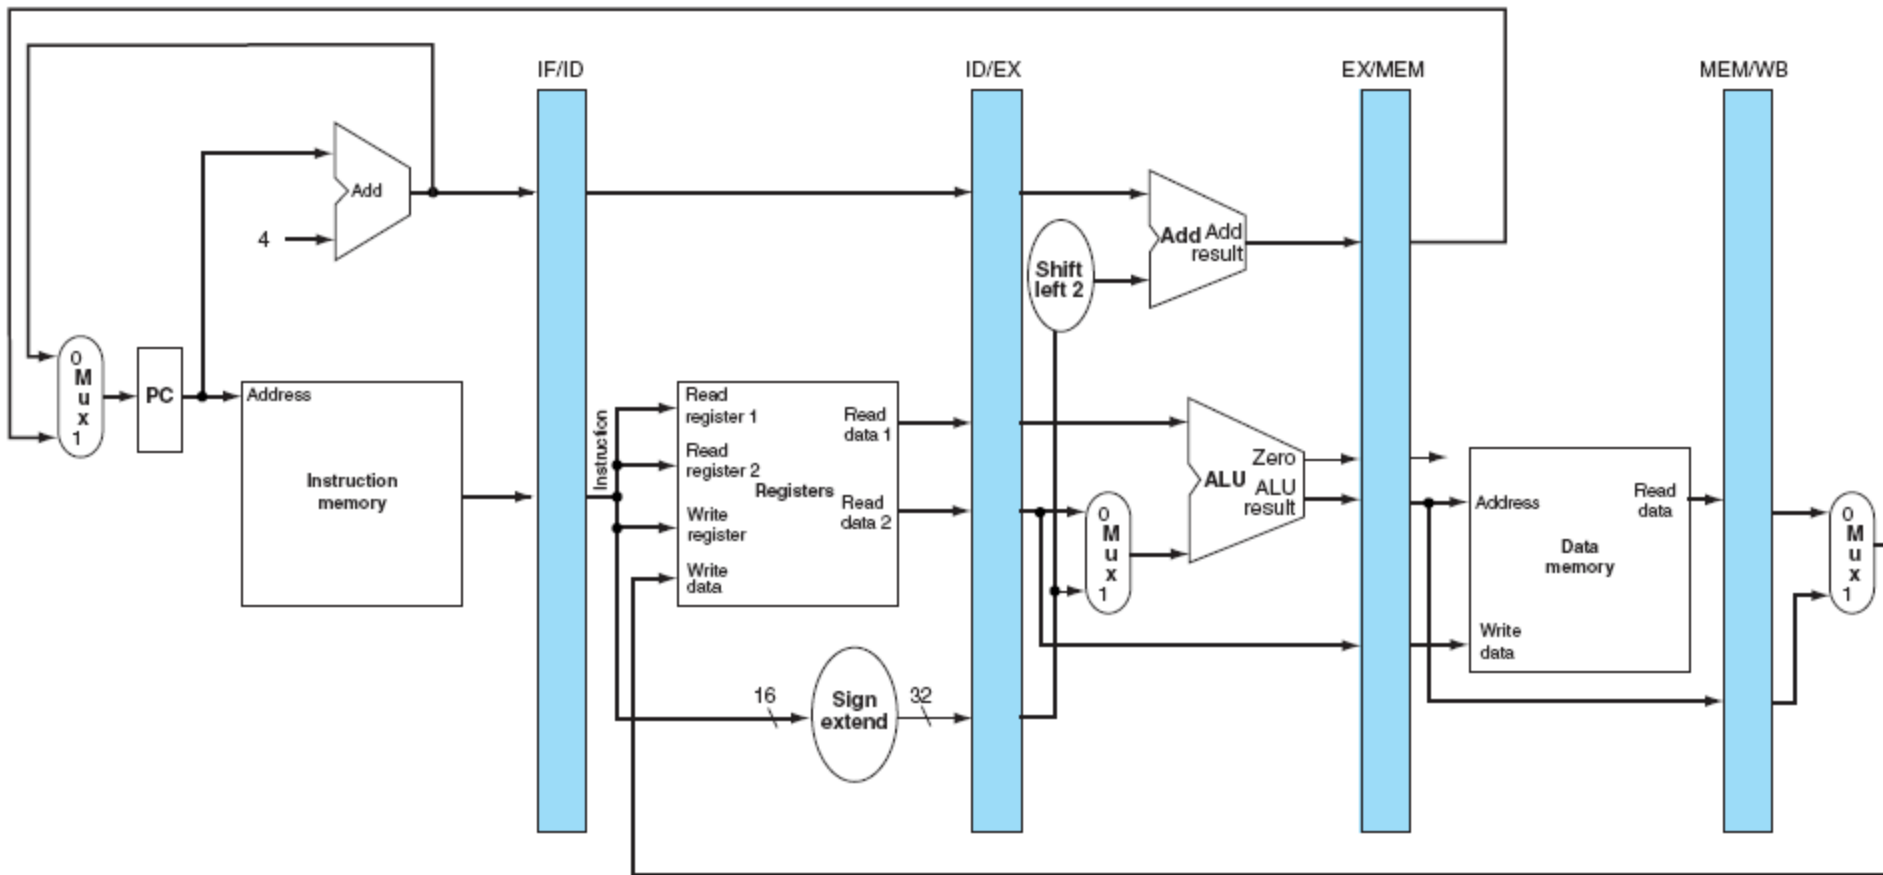 IF/ID
ID/EX
EX/MEM
MEM/WB
Add
4
Add Add
result
Shift
left 2
0
M
u
x
1
PC
Address
Instruction
memory
Instruction
Read
register 1
Read
register 2
Write
register
Write
data
Registers
Read
data 1
Read
data 2
16
Sign
extend
32
0
M
u
x
1
Zero
ALU
ALU
result
Address
Read
data
Data
memory
Write
data
0
M
u
x
1